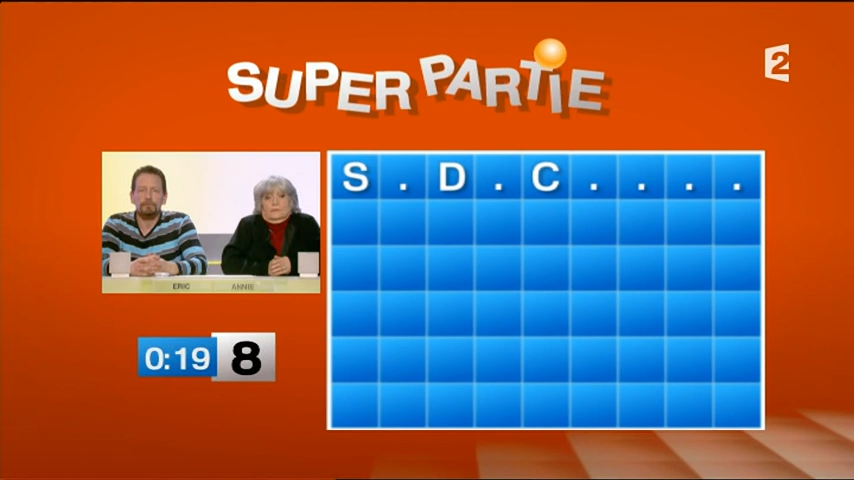 SUPER PARTIE
2
S . D . C . . . .
ERIC ANNIE
0:19 8